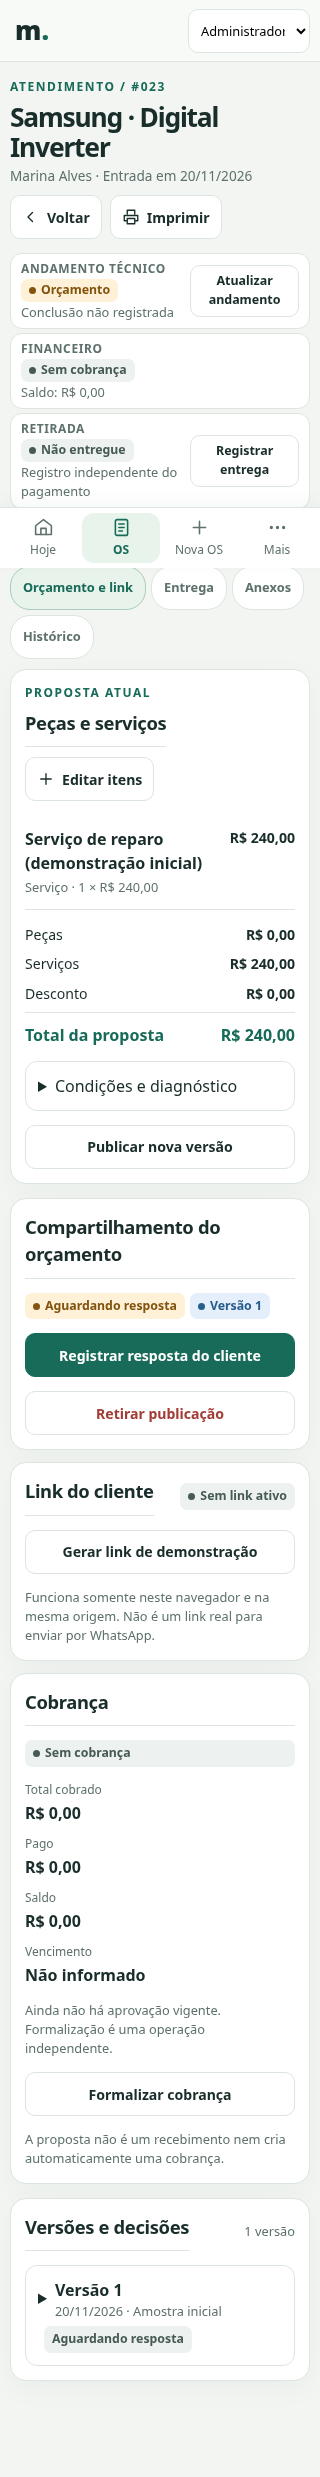 m.
Administrador
ATENDIMENTO / #023
Samsung · Digital
Inverter
Marina Alves · Entrada em 20/11/2026
Voltar
Imprimir
ANDAMENTO TÉCNICO
Orçamento
Conclusão não registrada
Atualizar
andamento
FINANCEIRO
Sem cobrança
Saldo: R$ 0,00
RETIRADA
Não entregue
Registro independente do
pagamento
Registrar
entrega
Hoje
OS
Nova OS
Mais
Orçamento e link
Entrega
Anexos
Histórico
PROPOSTA ATUAL
Peças e serviços
Editar itens
Serviço de reparo
(demonstração inicial)
R$ 240,00
Serviço · 1 × R$ 240,00
Peças R$ 0,00
Serviços R$ 240,00
Desconto R$ 0,00
Total da proposta R$ 240,00
Condições e diagnóstico
Publicar nova versão
Compartilhamento do
orçamento
Aguardando resposta
Versão 1
Registrar resposta do cliente
Retirar publicação
Link do cliente
Sem link ativo
Gerar link de demonstração
Funciona somente neste navegador e na
mesma origem. Não é um link real para
enviar por WhatsApp.
Cobrança
Sem cobrança
Total cobrado
R$ 0,00
Pago
R$ 0,00
Saldo
R$ 0,00
Vencimento
Não informado
Ainda não há aprovação vigente.
Formalização é uma operação
independente.
Formalizar cobrança
A proposta não é um recebimento nem cria
automaticamente uma cobrança.
Versões e decisões
1 versão
Versão 1
20/11/2026 · Amostra inicial
Aguardando resposta